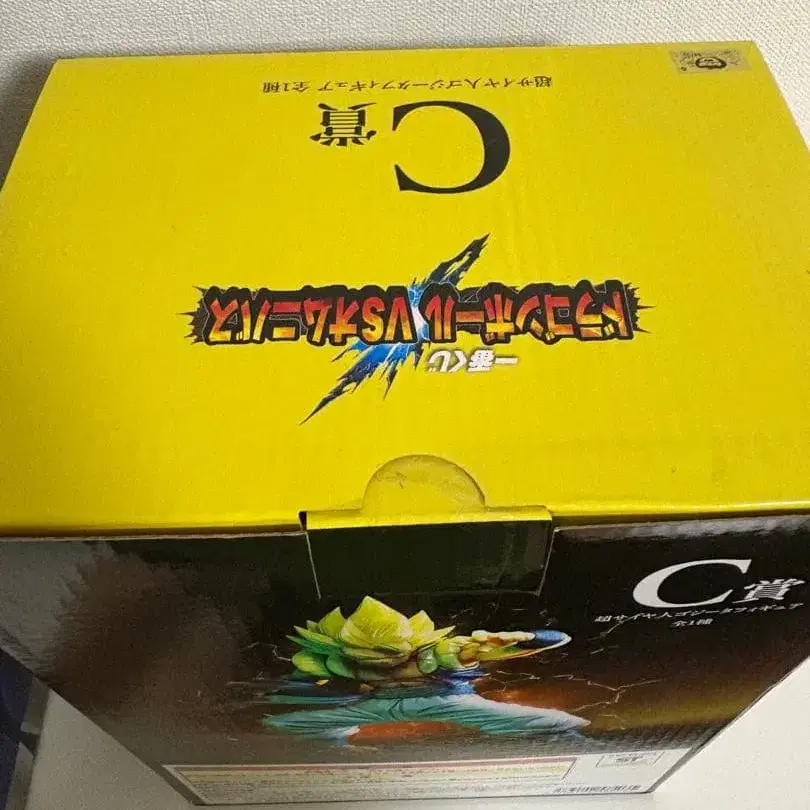 一番くじ
ドラゴンボール VSオムニバス
C賞
超サイヤ人ゴジータフィギュア 全1種
C賞
超サイヤ人ゴジータフィギュア
全1種